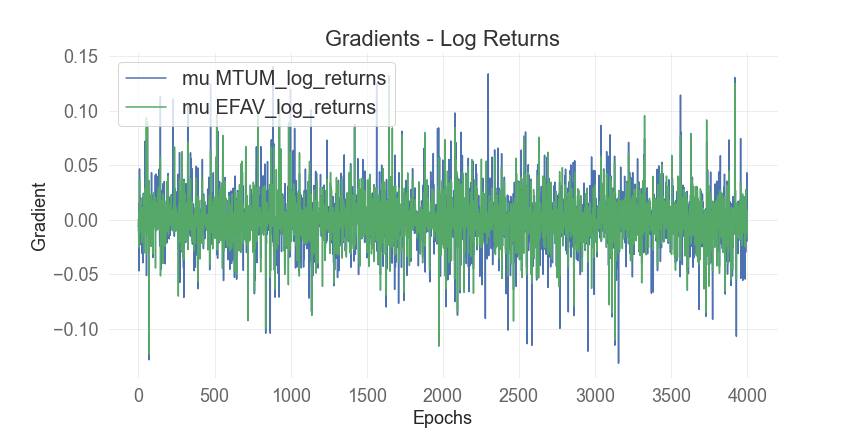 Gradients - Log Returns
mu MTUM_log_returns
mu EFAV_log_returns
Gradient
0.15
0.10
0.05
0.00
−0.05
−0.10
0 500 1000 1500 2000 2500 3000 3500 4000
Epochs